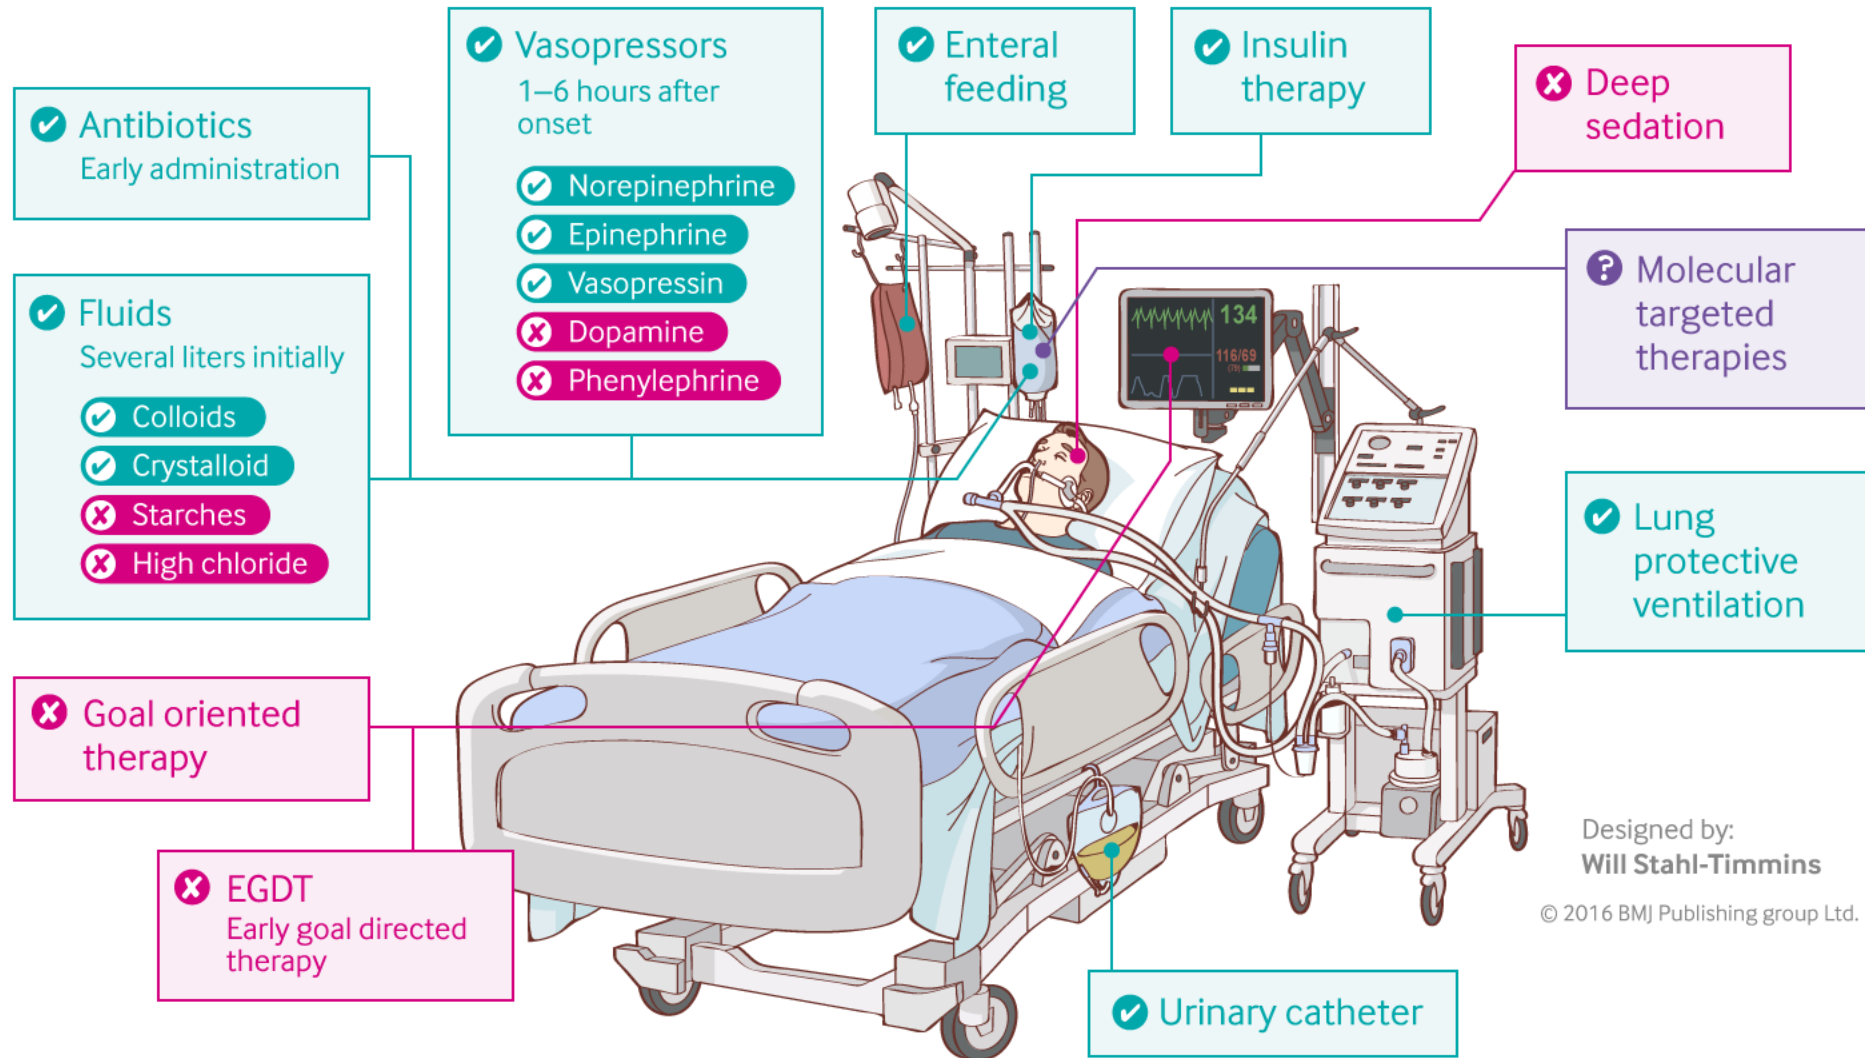 Antibiotics
Early administration
Fluids
Several liters initially
Colloids
Crystalloid
Starches
High chloride
Vasopressors
1–6 hours after
onset
Norepinephrine
Epinephrine
Vasopressin
Dopamine
Phenylephrine
Enteral
feeding
Insulin
therapy
Deep
sedation
Molecular
targeted
therapies
134
116/69
(79)
Lung
protective
ventilation
Goal oriented
therapy
EGDT
Early goal directed
therapy
Urinary catheter
Designed by:
Will Stahl-Timmins
© 2016 BMJ Publishing group Ltd.